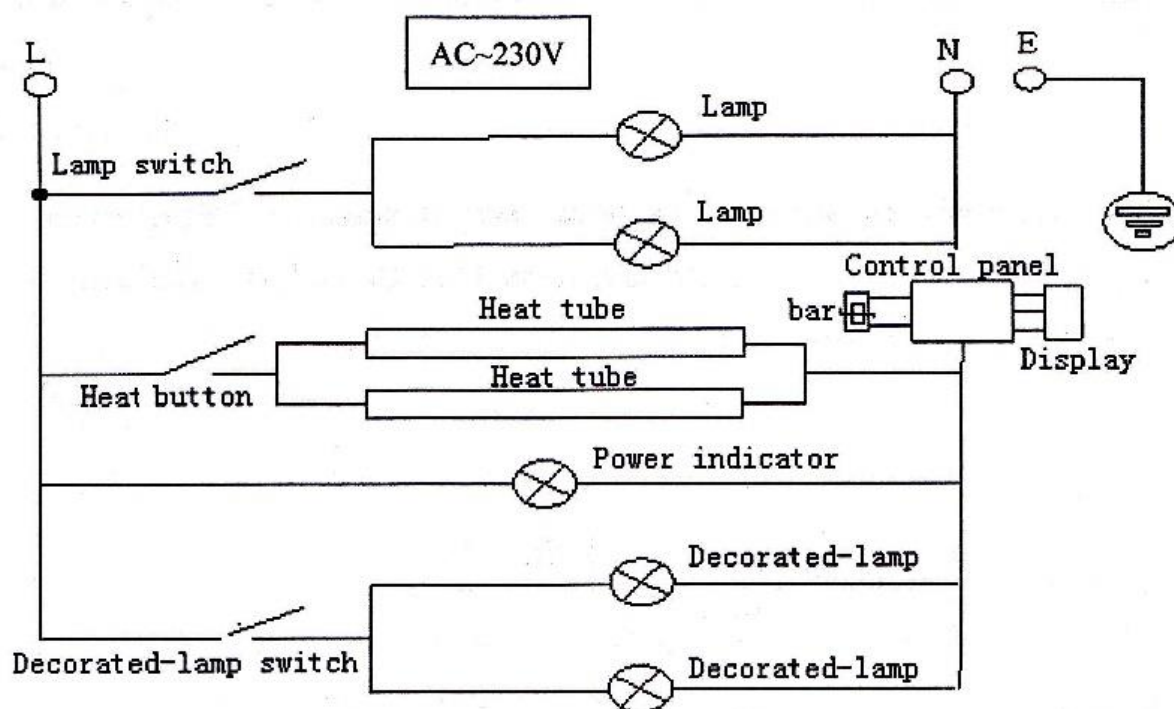 AC~230V
L
N
E
Lamp
Lamp switch
Lamp
Control panel
Heat tube
bar
Display
Heat tube
Heat button
Power indicator
Decorated-lamp
Decorated-lamp switch
Decorated-lamp